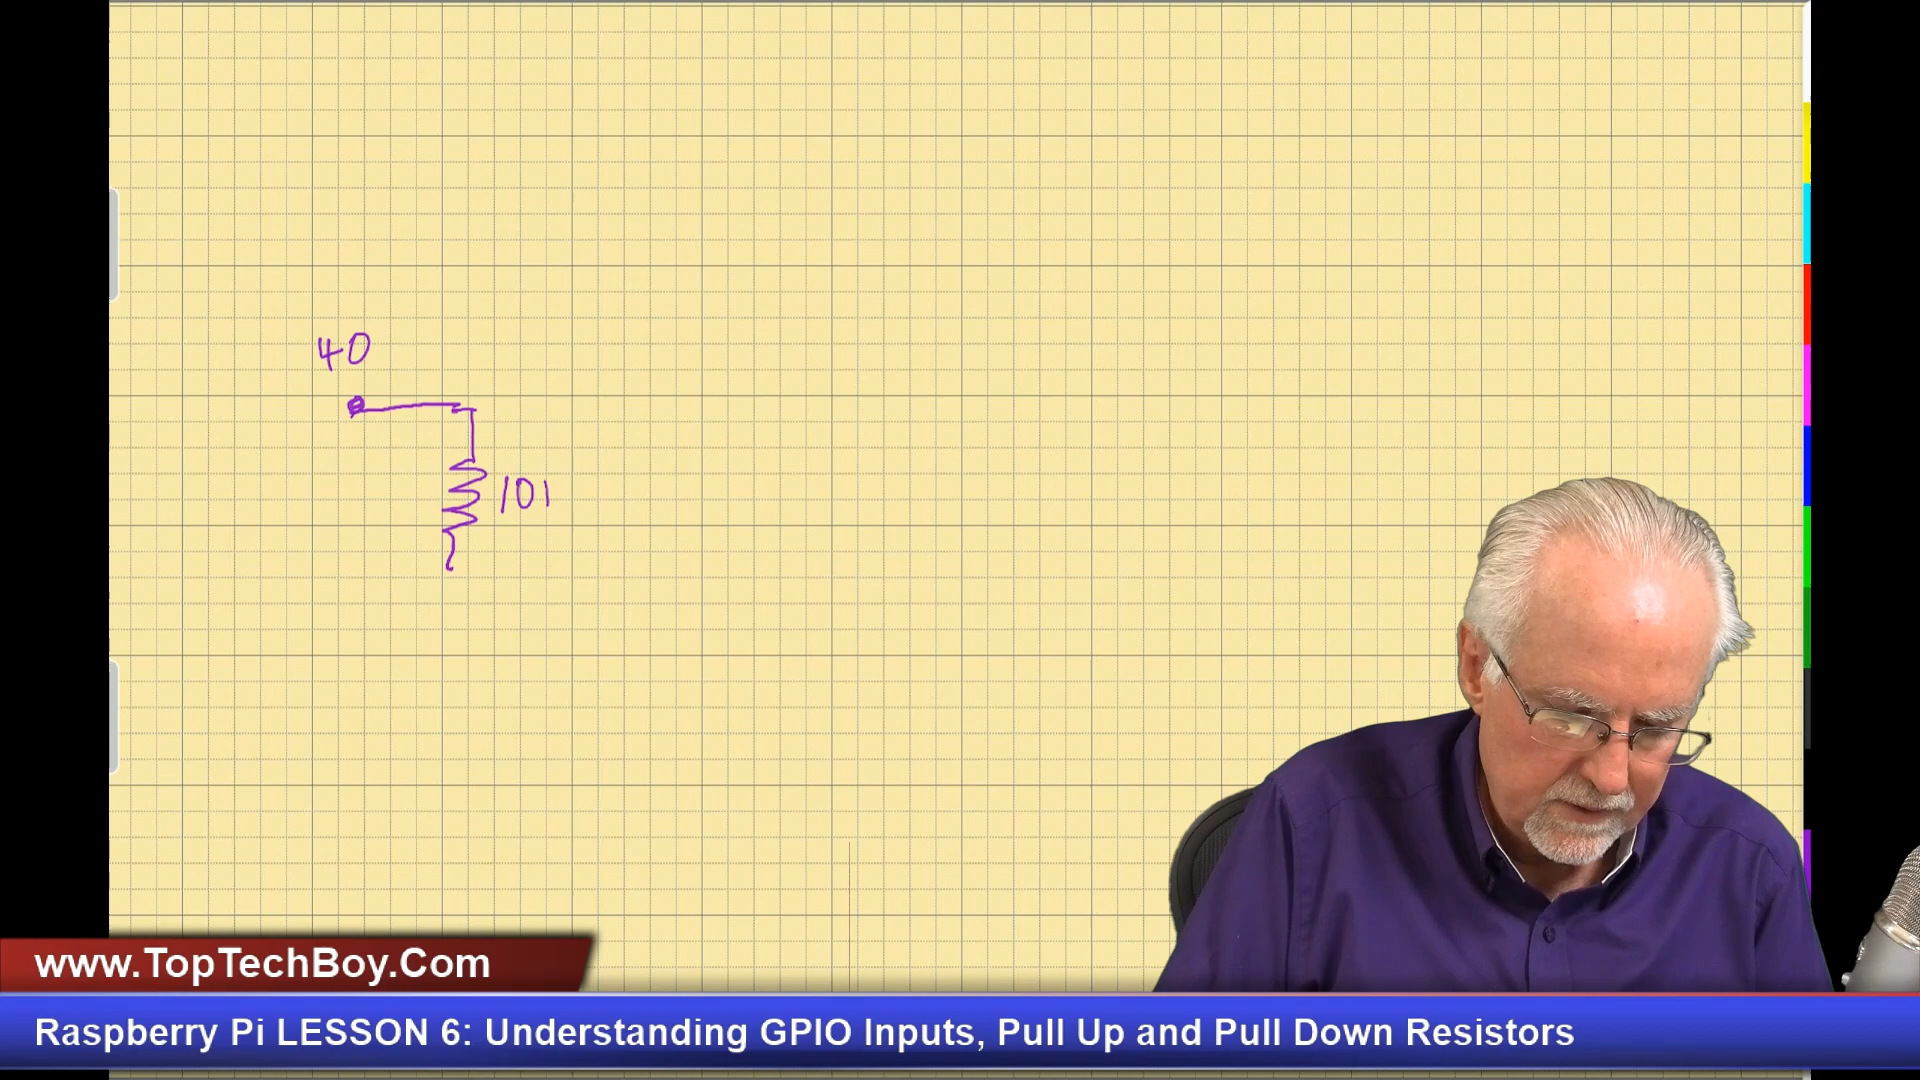 40
101
www.TopTechBoy.Com
Raspberry Pi LESSON 6: Understanding GPIO Inputs, Pull Up and Pull Down Resistors